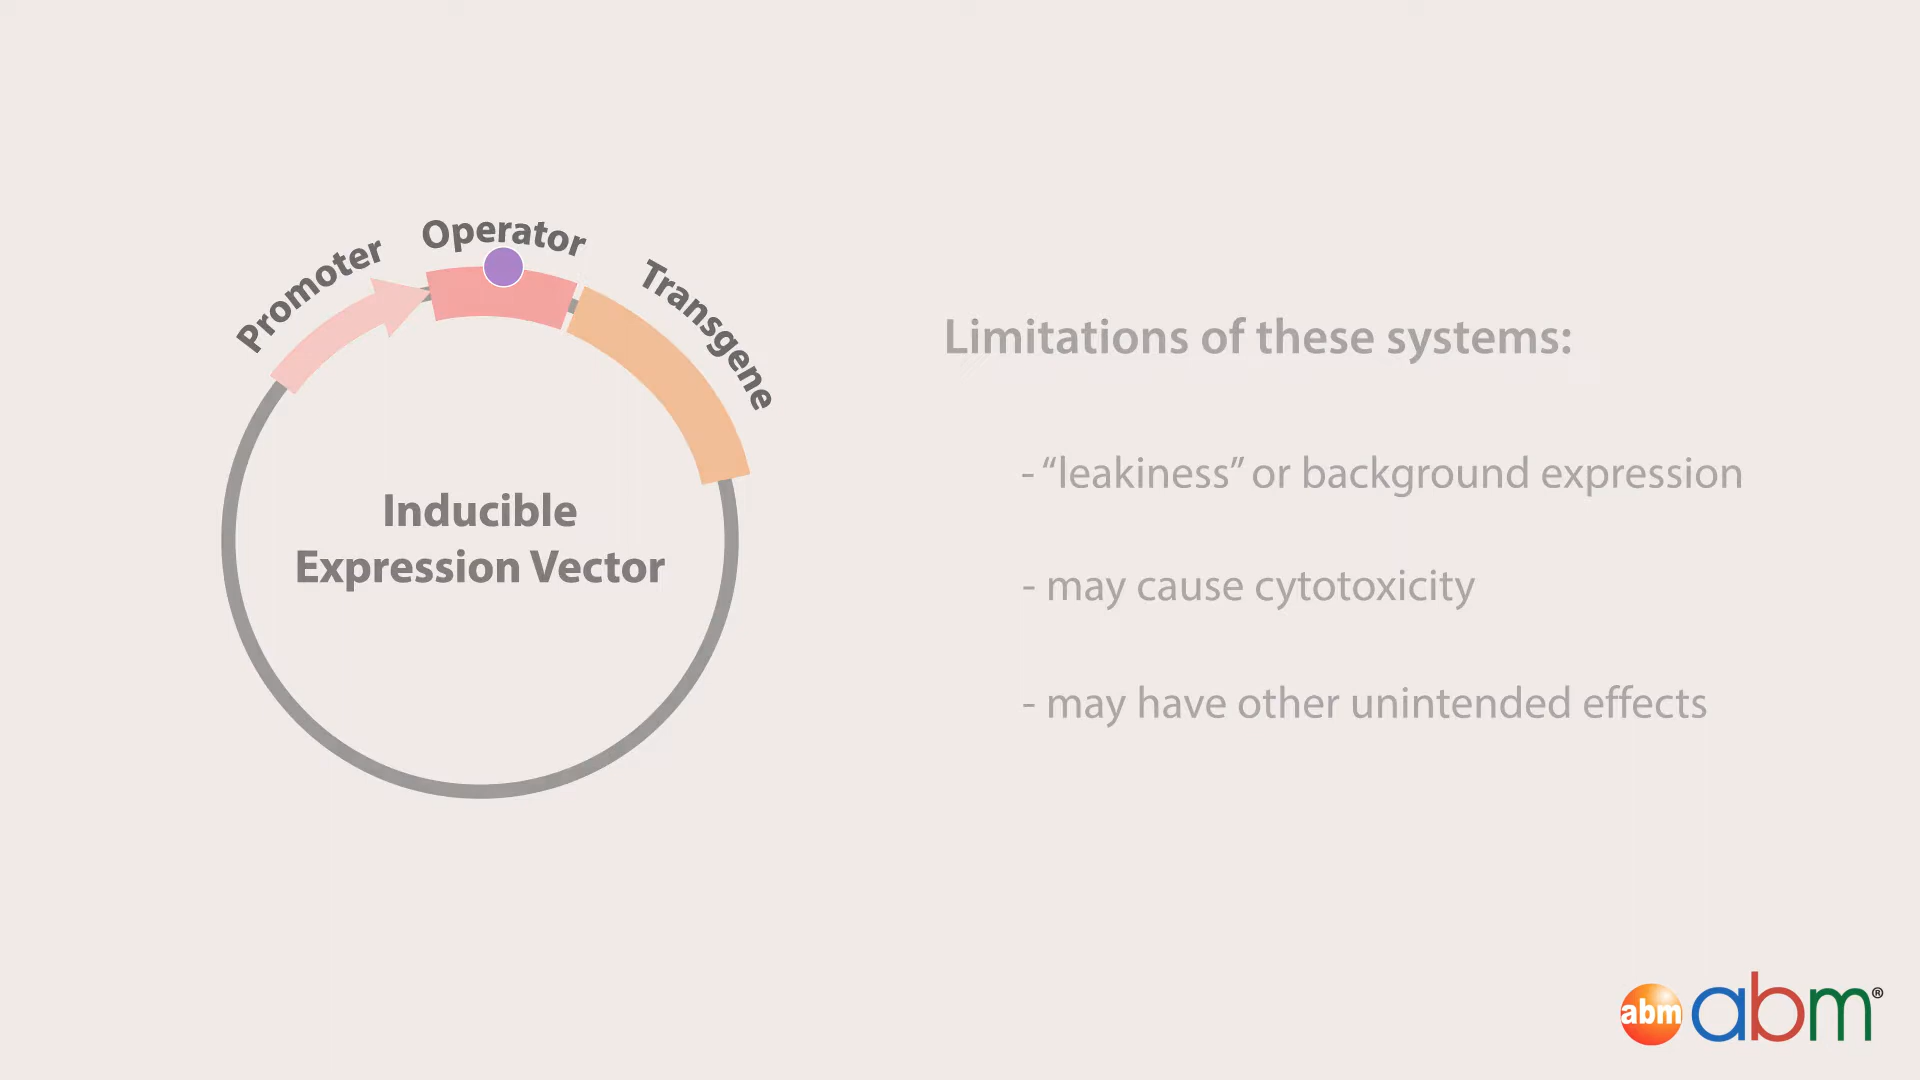 Promoter
Operator
Transgene
Inducible
Expression Vector
Limitations of these systems:
- “leakiness” or background expression
- may cause cytotoxicity
- may have other unintended effects
abm abm®